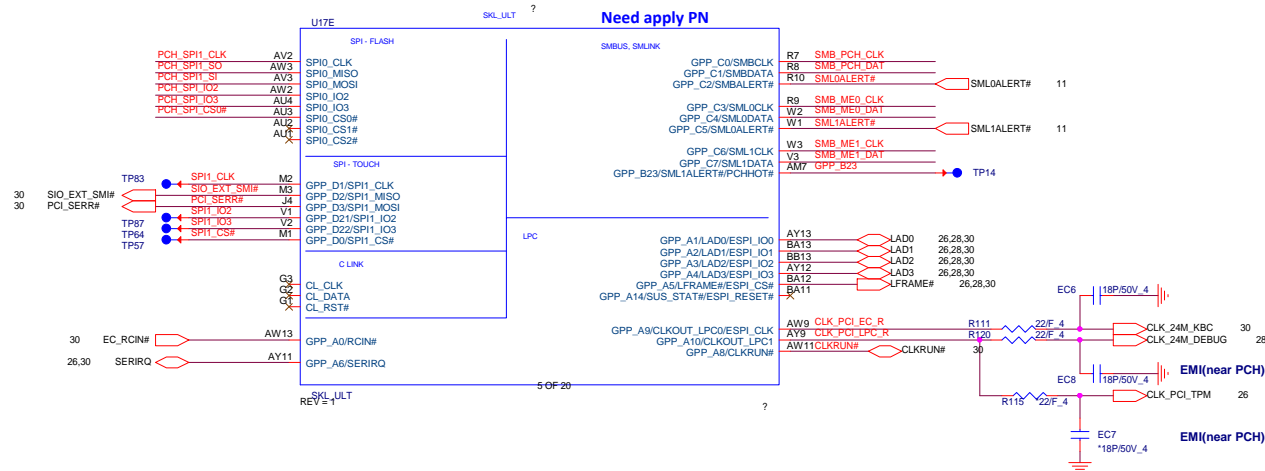 ?
SKL_ULT
Need apply PN
U17E
SPI - FLASH
SMBUS, SMLINK
PCH_SPI1_CLK AV2 SPI0_CLK
PCH_SPI1_SO AW3 SPI0_MISO
PCH_SPI1_SI AV3 SPI0_MOSI
PCH_SPI1_IO2 AW2 SPI0_IO2
PCH_SPI1_IO3 AU4 SPI0_IO3
PCH_SPI_CS0# AU3 SPI0_CS0#
AU2 SPI0_CS1#
AU1 SPI0_CS2#
GPP_C0/SMBCLK R7 SMB_PCH_CLK
GPP_C1/SMBDATA R8 SMB_PCH_DAT
GPP_C2/SMBALERT# R10 SML0ALERT# 11
GPP_C3/SML0CLK R9 SMB_ME0_CLK
GPP_C4/SML0DATA W2 SMB_ME0_DAT
GPP_C5/SML0ALERT# W1 SML1ALERT# 11
GPP_C6/SML1CLK W3 SMB_ME1_CLK
GPP_C7/SML1DATA V3 SMB_ME1_DAT
GPP_B23/SML1ALERT#/PCHHOT# AM7 GPP_B23 TP14
SPI - TOUCH
TP83 SPI1_CLK M2 GPP_D1/SPI1_CLK
30 SIO_EXT_SMI# SIO_EXT_SMI# M3 GPP_D2/SPI1_MISO
30 PCI_SERR# PCI_SERR# J4 GPP_D3/SPI1_MOSI
SPI1_IO2 V1 GPP_D21/SPI1_IO2
TP87 SPI1_IO3 V2 GPP_D22/SPI1_IO3
TP64 SPI1_CS# M1 GPP_D0/SPI1_CS#
TP57
LPC
GPP_A1/LAD0/ESPI_IO0 AY13 LAD0 26,28,30
GPP_A2/LAD1/ESPI_IO1 BA13 LAD1 26,28,30
GPP_A3/LAD2/ESPI_IO2 BB13 LAD2 26,28,30
GPP_A4/LAD3/ESPI_IO3 AY12 LAD3 26,28,30
GPP_A5/LFRAME#/ESPI_CS# BA12 LFRAME# 26,28,30
GPP_A14/SUS_STAT#/ESPI_RESET# BA11
C LINK
G3 CL_CLK
G2 CL_DATA
G1 CL_RST#
EC6 18P/50V_4
30 EC_RCIN# AW13 GPP_A0/RCIN#
26,30 SERIRQ AY11 GPP_A6/SERIRQ
GPP_A9/CLKOUT_LPC0/ESPI_CLK AW9 CLK_PCI_EC_R R111 22/F_4 CLK_24M_KBC 30
GPP_A10/CLKOUT_LPC1 AY9 CLK_PCI_LPC_R R120 22/F_4 CLK_24M_DEBUG 28
GPP_A8/CLKRUN# AW11 CLKRUN# CLKRUN# 30
EC8 18P/50V_4 EMI(near PCH)
5 OF 20
SKL_ULT
REV = 1
?
R115 22/F_4 CLK_PCI_TPM 26
EC7 EMI(near PCH)
*18P/50V_4